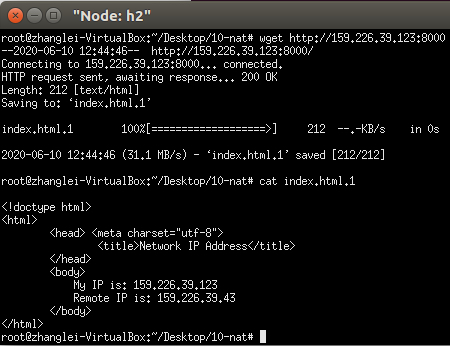 "Node: h2"
root@zhanglei-VirtualBox:~/Desktop/10-nat# wget http://159.226.39.123:8000
--2020-06-10 12:44:46--  http://159.226.39.123:8000/
Connecting to 159.226.39.123:8000... connected.
HTTP request sent, awaiting response... 200 OK
Length: 212 [text/html]
Saving to: ‘index.html.1’
index.html.1        100%[===================>]     212  --.-KB/s    in 0s
2020-06-10 12:44:46 (31.1 MB/s) - ‘index.html.1’ saved [212/212]
root@zhanglei-VirtualBox:~/Desktop/10-nat# cat index.html.1
<!doctype html>
<html>
        <head> <meta charset="utf-8">
               <title>Network IP Address</title>
        </head>
        <body>
            My IP is: 159.226.39.123
            Remote IP is: 159.226.39.43
        </body>
</html>
root@zhanglei-VirtualBox:~/Desktop/10-nat#